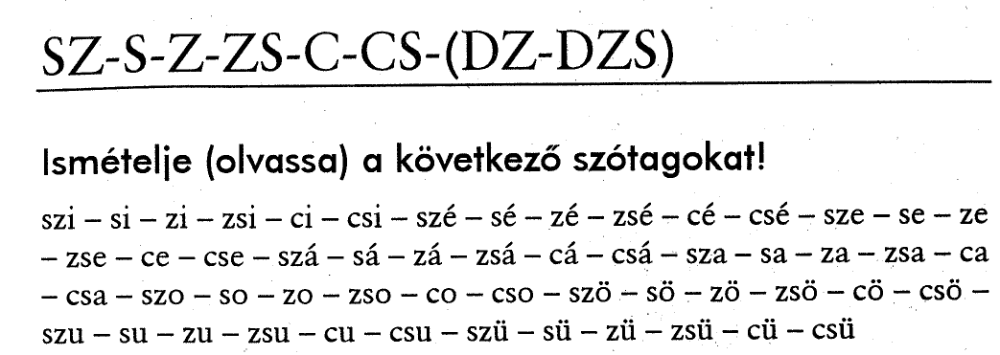 SZ-S-Z-ZS-C-CS-(DZ-DZS)
Ismételje (olvassa) a következő szótagokat!
szi – si – zi – zsi – ci – csi – szé – sé – zé – zsé – cé – csé – sze – se – ze
– zse – ce – cse – szá – sá – zá – zsá – cá – csá – sza – sa – za – zsa – ca
– csa – szo – so – zo – zso – co – cso – szö – sö – zö – zsö – cö – csö –
szu – su – zu – zsu – cu – csu – szü – sü – zü – zsü – cü – csü